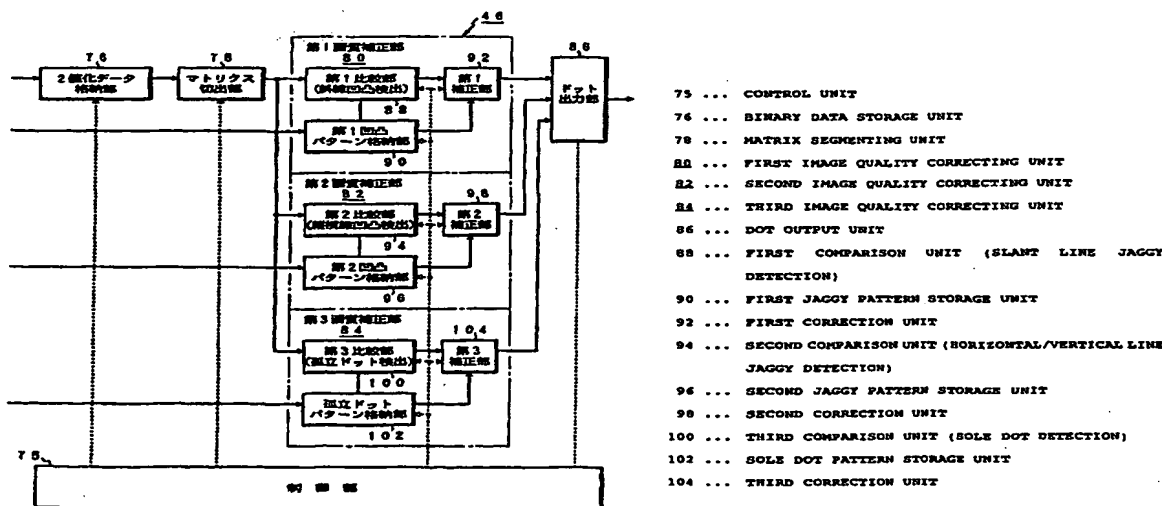 46
第1画質補正部
76
78
80
92
86
2値化データ
格納部
マトリクス
切出部
第1比較部
(斜線凹凸検出)
第1
補正部
ドット
出力部
88
第1凹凸
パターン格納部
90
第2画質補正部
82
98
第2比較部
(縦横線凹凸検出)
第2
補正部
94
第2凹凸
パターン格納部
96
第3画質補正部
84
104
第3比較部
(孤立ドット検出)
第3
補正部
100
孤立ドット
パターン格納部
102
75
制御部
75 ... CONTROL UNIT
76 ... BINARY DATA STORAGE UNIT
78 ... MATRIX SEGMENTING UNIT
80 ... FIRST IMAGE QUALITY CORRECTING UNIT
82 ... SECOND IMAGE QUALITY CORRECTING UNIT
84 ... THIRD IMAGE QUALITY CORRECTING UNIT
86 ... DOT OUTPUT UNIT
88 ... FIRST COMPARISON UNIT (SLANT LINE JAGGY
DETECTION)
90 ... FIRST JAGGY PATTERN STORAGE UNIT
92 ... FIRST CORRECTION UNIT
94 ... SECOND COMPARISON UNIT (HORIZONTAL/VERTICAL LINE
JAGGY DETECTION)
96 ... SECOND JAGGY PATTERN STORAGE UNIT
98 ... SECOND CORRECTION UNIT
100 ... THIRD COMPARISON UNIT (SOLE DOT DETECTION)
102 ... SOLE DOT PATTERN STORAGE UNIT
104 ... THIRD CORRECTION UNIT